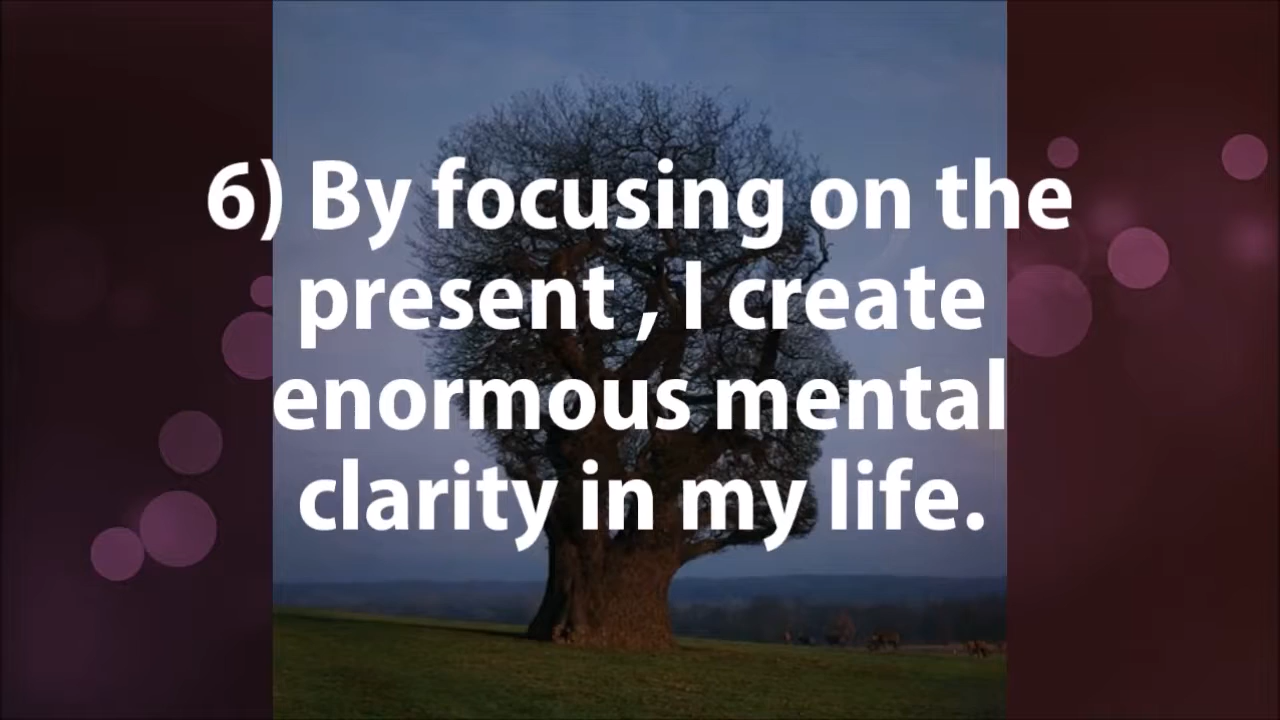 6) By focusing on the
present , I create
enormous mental
clarity in my life.